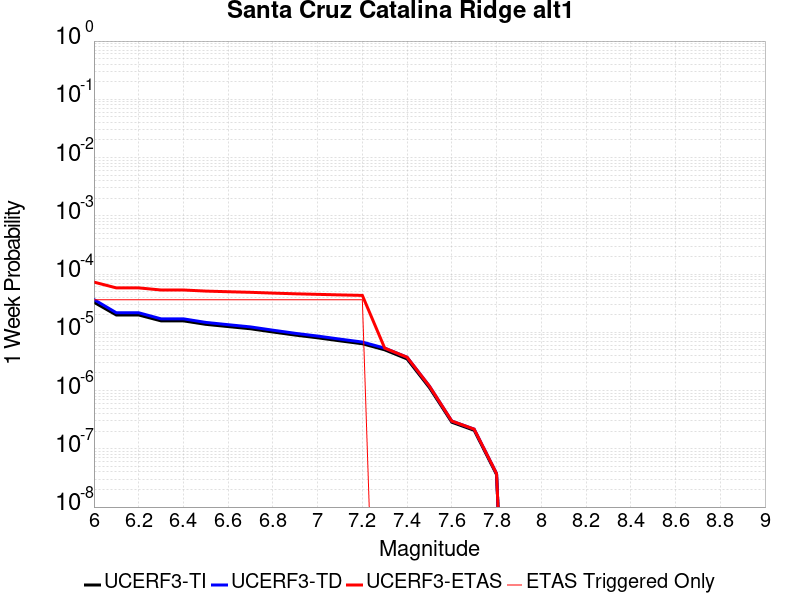 Santa Cruz Catalina Ridge alt1
10^0
10^-1
10^-2
10^-3
10^-4
10^-5
10^-6
10^-7
10^-8
1 Week Probability
6 6.2 6.4 6.6 6.8 7 7.2 7.4 7.6 7.8 8 8.2 8.4 8.6 8.8 9
Magnitude
UCERF3-TI UCERF3-TD UCERF3-ETAS ETAS Triggered Only